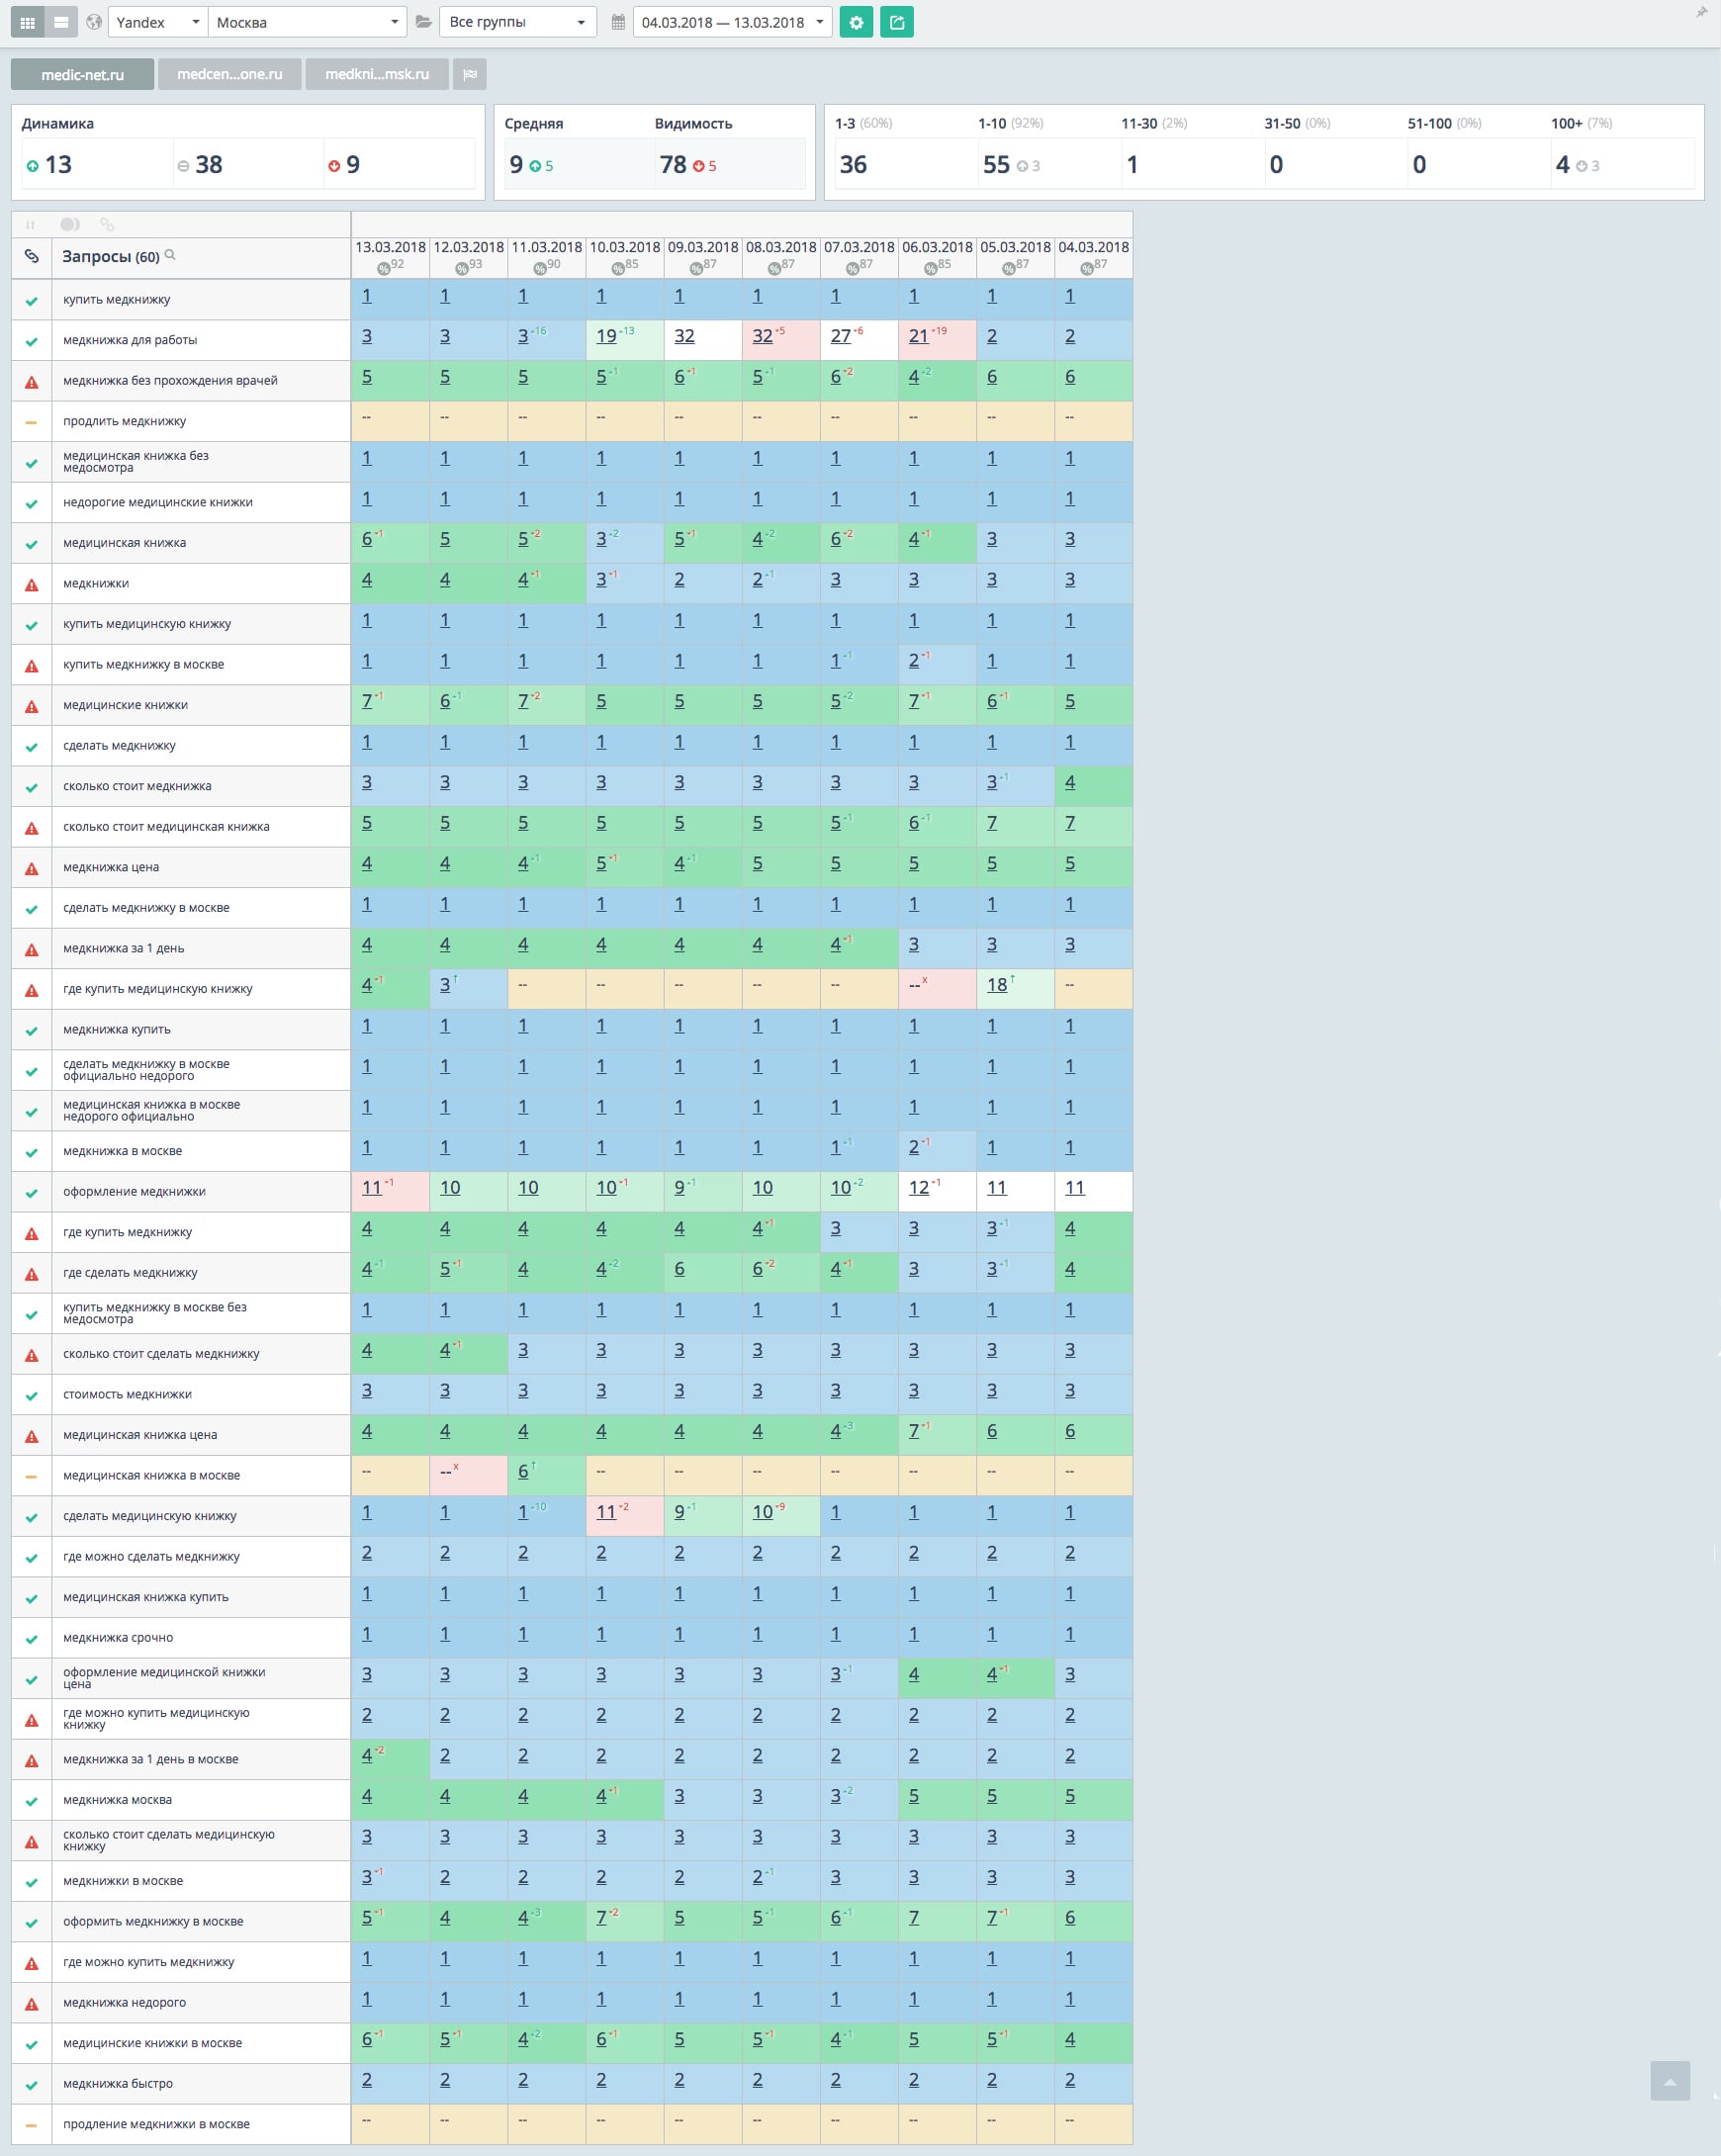 Yandex Москва Все группы 04.03.2018 — 13.03.2018
medic-net.ru medcen...one.ru medkni...msk.ru
Динамика
13 38 9
Средняя Видимость
9 5 78 5
1-3 (60%) 1-10 (92%) 11-30 (2%) 31-50 (0%) 51-100 (0%) 100+ (7%)
36 55 3 1 0 0 4 3
Запросы (60)
13.03.2018 12.03.2018 11.03.2018 10.03.2018 09.03.2018 08.03.2018 07.03.2018 06.03.2018 05.03.2018 04.03.2018
%92 %93 %90 %85 %87 %87 %87 %85 %87 %87
купить медкнижку 1 1 1 1 1 1 1 1 1 1
медкнижка для работы 3 3 3 -16 19 -13 32 32 -5 27 -6 21 -19 2 2
медкнижка без прохождения врачей 5 5 5 5 -1 6 -1 5 -1 6 -2 4 -2 6 6
продлить медкнижку -- -- -- -- -- -- -- -- -- --
медицинская книжка без
медосмотра 1 1 1 1 1 1 1 1 1 1
недорогие медицинские книжки 1 1 1 1 1 1 1 1 1 1
медицинская книжка 6 -1 5 5 -2 3 -2 5 -1 4 -2 6 -2 4 -1 3 3
медкнижки 4 4 4 -1 3 -1 2 2 -1 3 3 3 3
купить медицинскую книжку 1 1 1 1 1 1 1 1 1 1
купить медкнижку в москве 1 1 1 1 1 1 1 -1 2 -1 1 1
медицинские книжки 7 -1 6 -1 7 -2 5 5 5 5 -2 7 -1 6 -1 5
сделать медкнижку 1 1 1 1 1 1 1 1 1 1
сколько стоит медкнижка 3 3 3 3 3 3 3 3 3 -1 4
сколько стоит медицинская книжка 5 5 5 5 5 5 5 -1 6 -1 7 7
медкнижка цена 4 4 4 -1 5 -1 4 -1 5 5 5 5 5
сделать медкнижку в москве 1 1 1 1 1 1 1 1 1 1
медкнижка за 1 день 4 4 4 4 4 4 4 -1 3 3 3
где купить медицинскую книжку 4 -1 3 ↑ -- -- -- -- -- -- x 18 ↑ --
медкнижка купить 1 1 1 1 1 1 1 1 1 1
сделать медкнижку в москве
официально недорого 1 1 1 1 1 1 1 1 1 1
медицинская книжка в москве
недорого официально 1 1 1 1 1 1 1 1 1 1
медкнижка в москве 1 1 1 1 1 1 1 -1 2 -1 1 1
оформление медкнижки 11 -1 10 10 10 -1 9 -1 10 10 -2 12 -1 11 11
где купить медкнижку 4 4 4 4 4 4 -1 3 3 3 -1 4
где сделать медкнижку 4 -1 5 -1 4 4 -2 6 6 -2 4 -1 3 3 -1 4
купить медкнижку в москве без
медосмотра 1 1 1 1 1 1 1 1 1 1
сколько стоит сделать медкнижку 4 4 -1 3 3 3 3 3 3 3 3
стоимость медкнижки 3 3 3 3 3 3 3 3 3 3
медицинская книжка цена 4 4 4 4 4 4 4 -3 7 -1 6 6
медицинская книжка в москве -- -- x 6 ↑ -- -- -- -- -- -- --
сделать медицинскую книжку 1 1 1 -10 11 -2 9 -1 10 -9 1 1 1 1
где можно сделать медкнижку 2 2 2 2 2 2 2 2 2 2
медицинская книжка купить 1 1 1 1 1 1 1 1 1 1
медкнижка срочно 1 1 1 1 1 1 1 1 1 1
оформление медицинской книжки
цена 3 3 3 3 3 3 3 -1 4 4 -1 3
где можно купить медицинскую
книжку 2 2 2 2 2 2 2 2 2 2
медкнижка за 1 день в москве 4 -2 2 2 2 2 2 2 2 2 2
медкнижка москва 4 4 4 4 -1 3 3 3 -2 5 5 5
сколько стоит сделать медицинскую
книжку 3 3 3 3 3 3 3 3 3 3
медкнижки в москве 3 -1 2 2 2 2 2 -1 3 3 3 3
оформить медкнижку в москве 5 -1 4 4 -3 7 -2 5 5 -1 6 -1 7 7 -1 6
где можно купить медкнижку 1 1 1 1 1 1 1 1 1 1
медкнижка недорого 1 1 1 1 1 1 1 1 1 1
медицинские книжки в москве 6 -1 5 -1 4 -2 6 -1 5 5 -1 4 -1 5 5 -1 4
медкнижка быстро 2 2 2 2 2 2 2 2 2 2
продление медкнижки в москве -- -- -- -- -- -- -- -- -- --